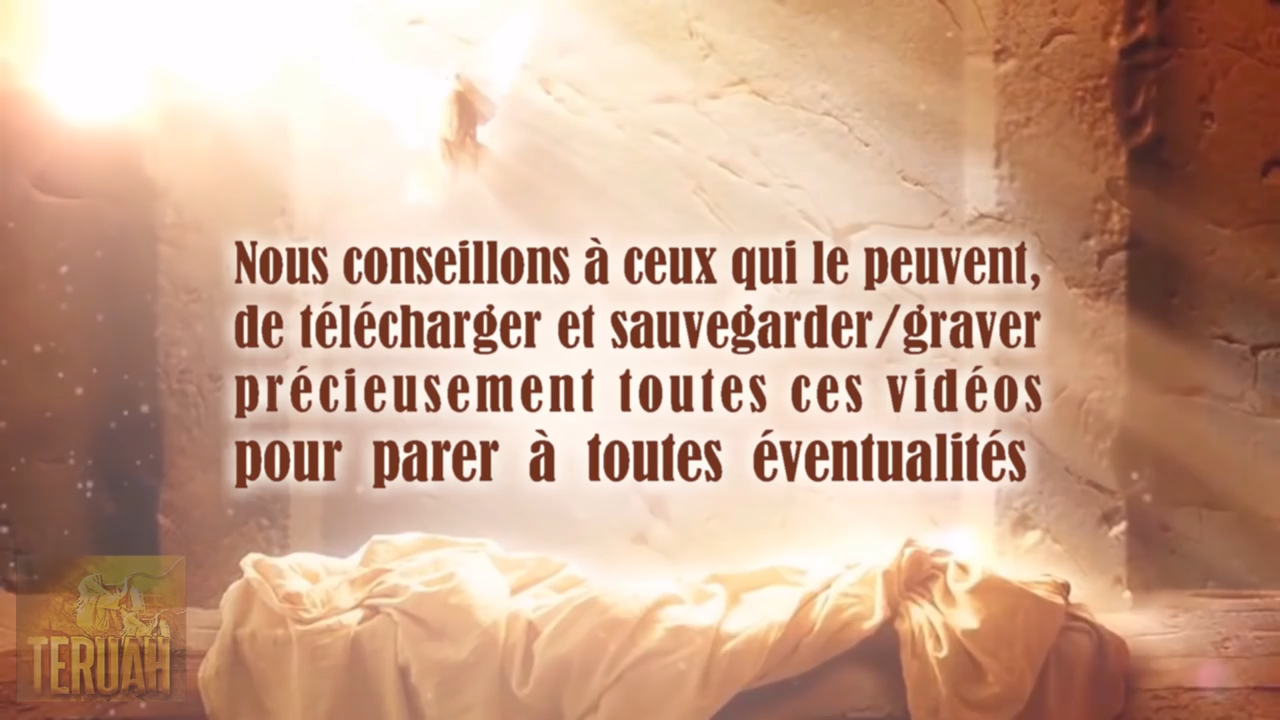 Nous conseillons à ceux qui le peuvent,
de télécharger et sauvegarder/graver
précieusement toutes ces vidéos
pour parer à toutes éventualités
TERUAH